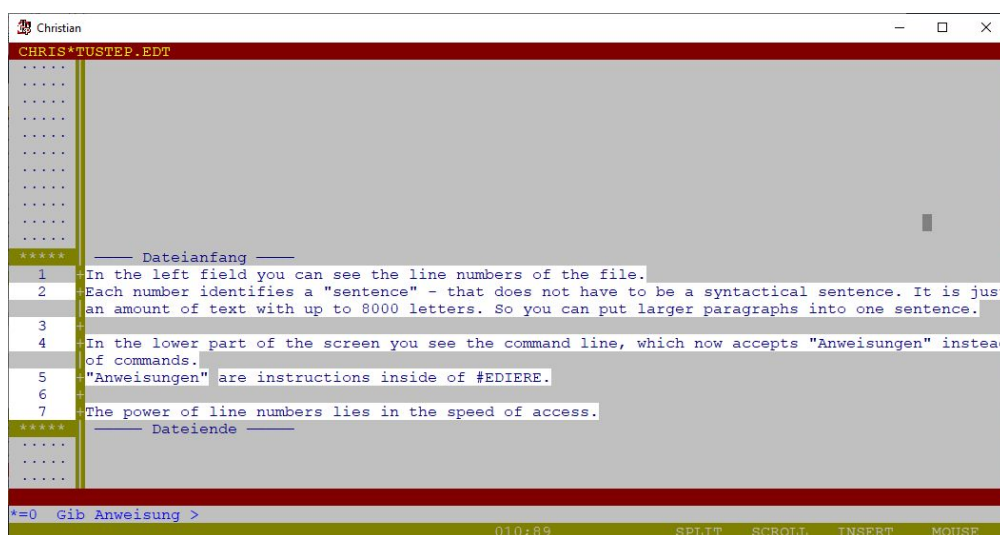 Christian
CHRIS*TUSTEP.EDT
.....
.....
.....
.....
.....
.....
.....
.....
.....
.....
.....
***** —— Dateianfang ——
1 +In the left field you can see the line numbers of the file.
2 +Each number identifies a "sentence" - that does not have to be a syntactical sentence. It is jus
an amount of text with up to 8000 letters. So you can put larger paragraphs into one sentence.
3 +
4 +In the lower part of the screen you see the command line, which now accepts "Anweisungen" instea
of commands.
5 +"Anweisungen" are instructions inside of #EDIERE.
6 +
7 +The power of line numbers lies in the speed of access.
***** —— Dateiende ——
.....
.....
.....
*=0 Gib Anweisung >
010:89 SPLIT SCROLL INSERT MOUSE